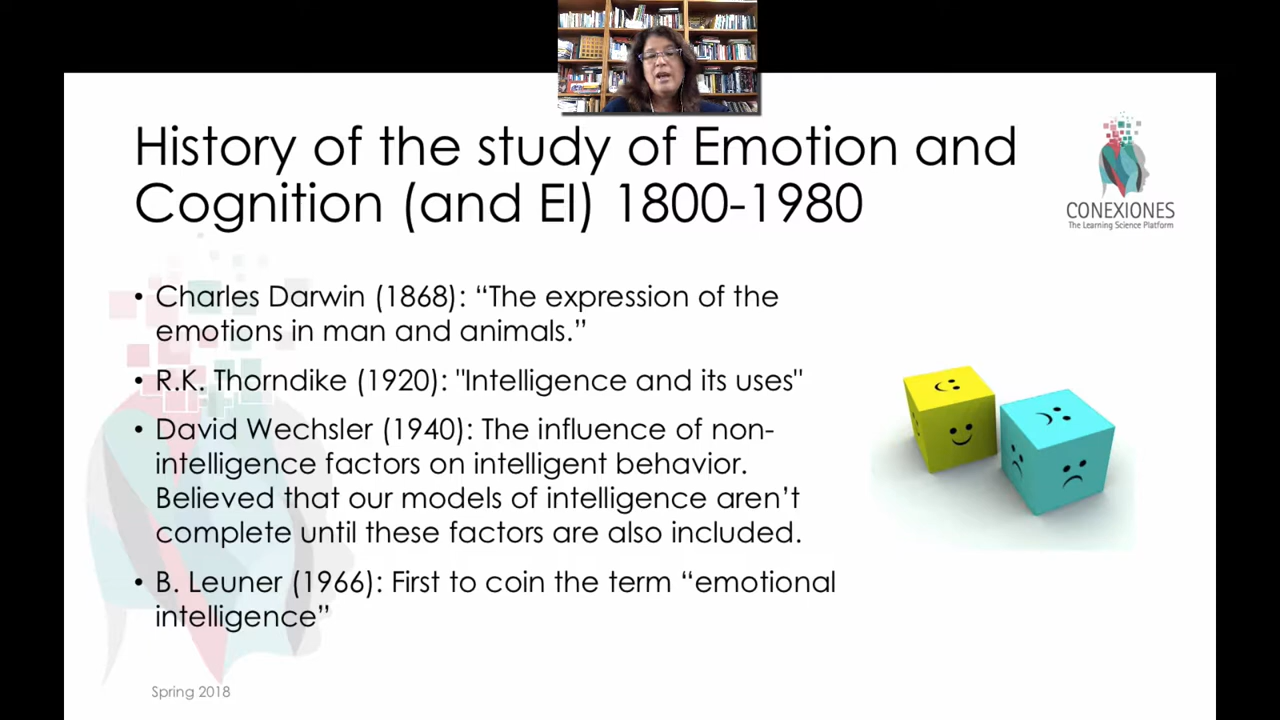 History of the study of Emotion and
Cognition (and EI) 1800-1980
CONEXIONES
The Learning Science Platform
• Charles Darwin (1868): “The expression of the
emotions in man and animals.”
• R.K. Thorndike (1920): "Intelligence and its uses"
• David Wechsler (1940): The influence of non-
intelligence factors on intelligent behavior.
Believed that our models of intelligence aren’t
complete until these factors are also included.
• B. Leuner (1966): First to coin the term “emotional
intelligence”
Spring 2018